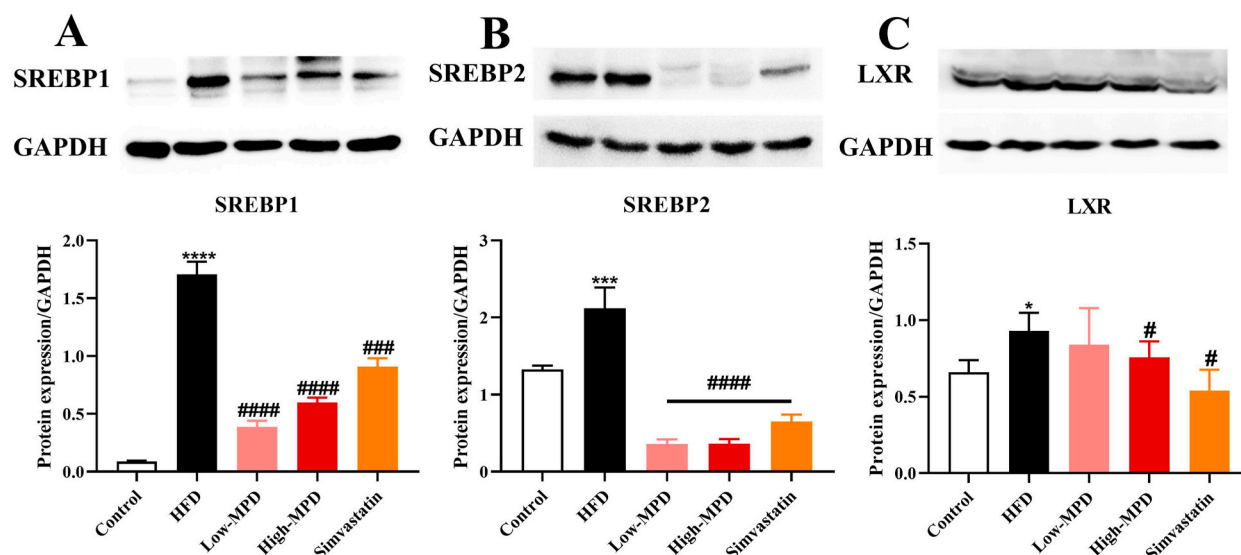 A
SREBP1
GAPDH
SREBP1
Protein expression/GAPDH
2.0
1.5
1.0
0.5
0.0
****
####
####
###
Control
HFD
Low-MPD
High-MPD
Simvastatin
B
SREBP2
GAPDH
SREBP2
Protein expression/GAPDH
3
2
1
0
***
####
Control
HFD
Low-MPD
High-MPD
Simvastatin
C
LXR
GAPDH
LXR
Protein expression/GAPDH
1.5
1.0
0.5
0.0
*
#
#
Control
HFD
Low-MPD
High-MPD
Simvastatin